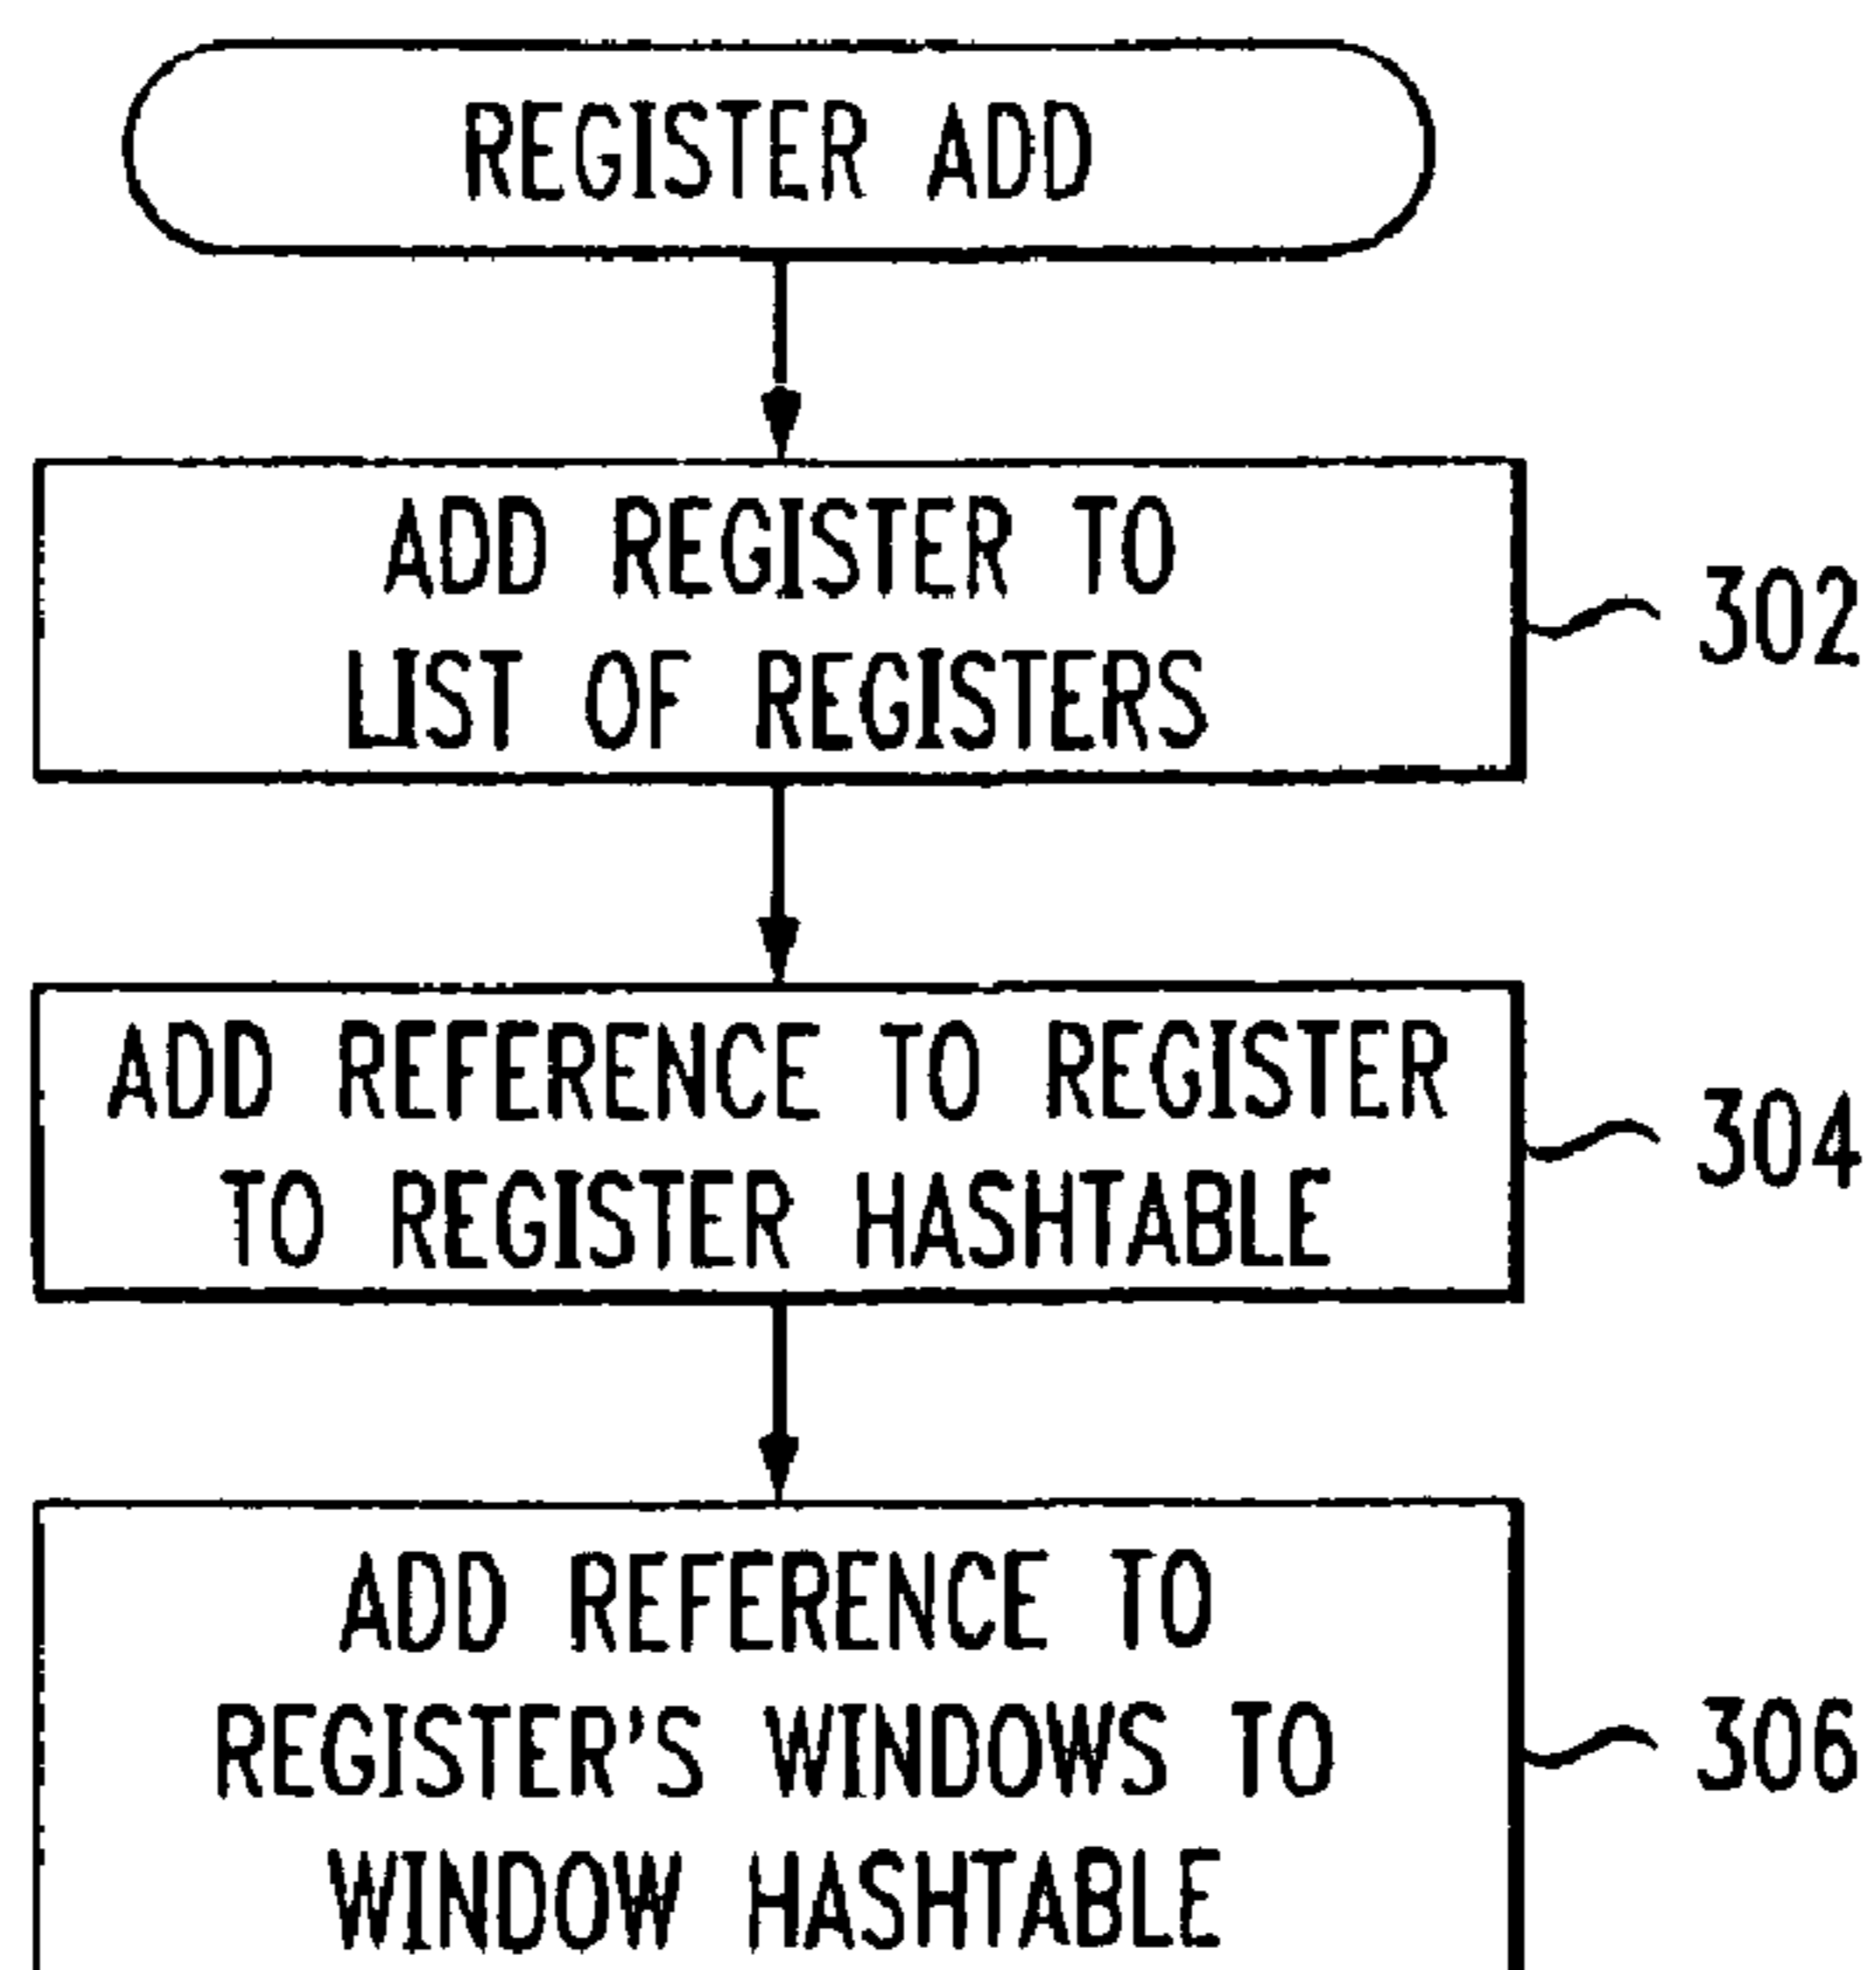 REGISTER ADD
ADD REGISTER TO
LIST OF REGISTERS
302
ADD REFERENCE TO REGISTER
TO REGISTER HASHTABLE
304
ADD REFERENCE TO
REGISTER'S WINDOWS TO
WINDOW HASHTABLE
306